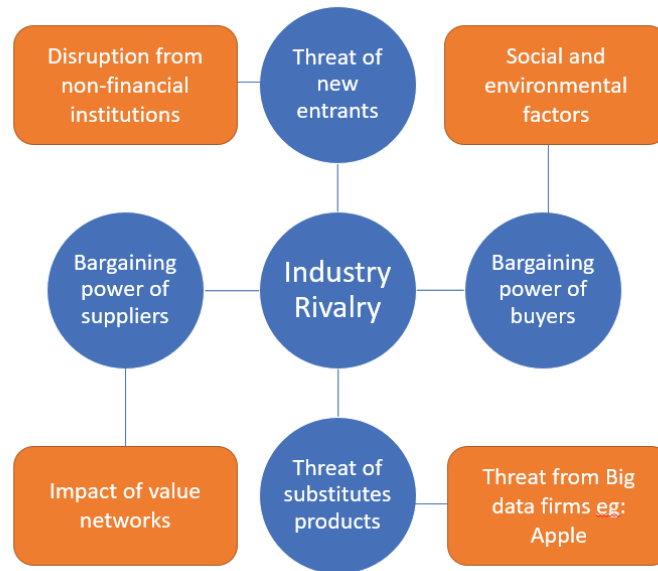 Disruption from
non-financial
institutions
Threat of
new
entrants
Social and
environmental
factors
Bargaining
power of
suppliers
Industry
Rivalry
Bargaining
power of
buyers
Impact of value
networks
Threat of
substitutes
products
Threat from Big
data firms eg:
Apple